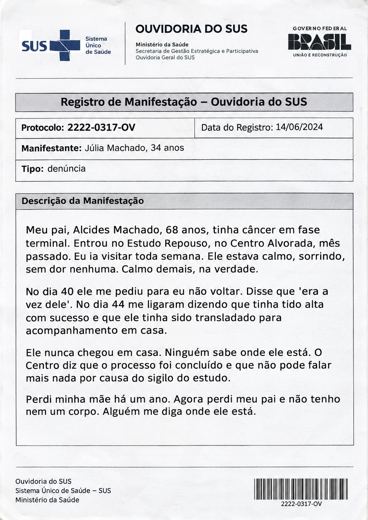 SUS
Sistema
Único
de Saúde
OUVIDORIA DO SUS
Ministério da Saúde
Secretaria de Gestão Estratégica e Participativa
Ouvidoria Geral do SUS
GOVERNO FEDERAL
BRASIL
UNIÃO E RECONSTRUÇÃO
Registro de Manifestação – Ouvidoria do SUS
Protocolo: 2222-0317-OV
Data do Registro: 14/06/2024
Manifestante: Júlia Machado, 34 anos
Tipo: denúncia
Descrição da Manifestação
Meu pai, Alcides Machado, 68 anos, tinha câncer em fase
terminal. Entrou no Estudo Repouso, no Centro Alvorada, mês
passado. Eu ia visitar toda semana. Ele estava calmo, sorrindo,
sem dor nenhuma. Calmo demais, na verdade.
No dia 40 ele me pediu para eu não voltar. Disse que 'era a
vez dele'. No dia 44 me ligaram dizendo que tinha tido alta
com sucesso e que ele tinha sido transladado para
acompanhamento em casa.
Ele nunca chegou em casa. Ninguém sabe onde ele está. O
Centro diz que o processo foi concluído e que não pode falar
mais nada por causa do sigilo do estudo.
Perdi minha mãe há um ano. Agora perdi meu pai e não tenho
nem um corpo. Alguém me diga onde ele está.
Ouvidoria do SUS
Sistema Único de Saúde – SUS
Ministério da Saúde
2222-0317-OV